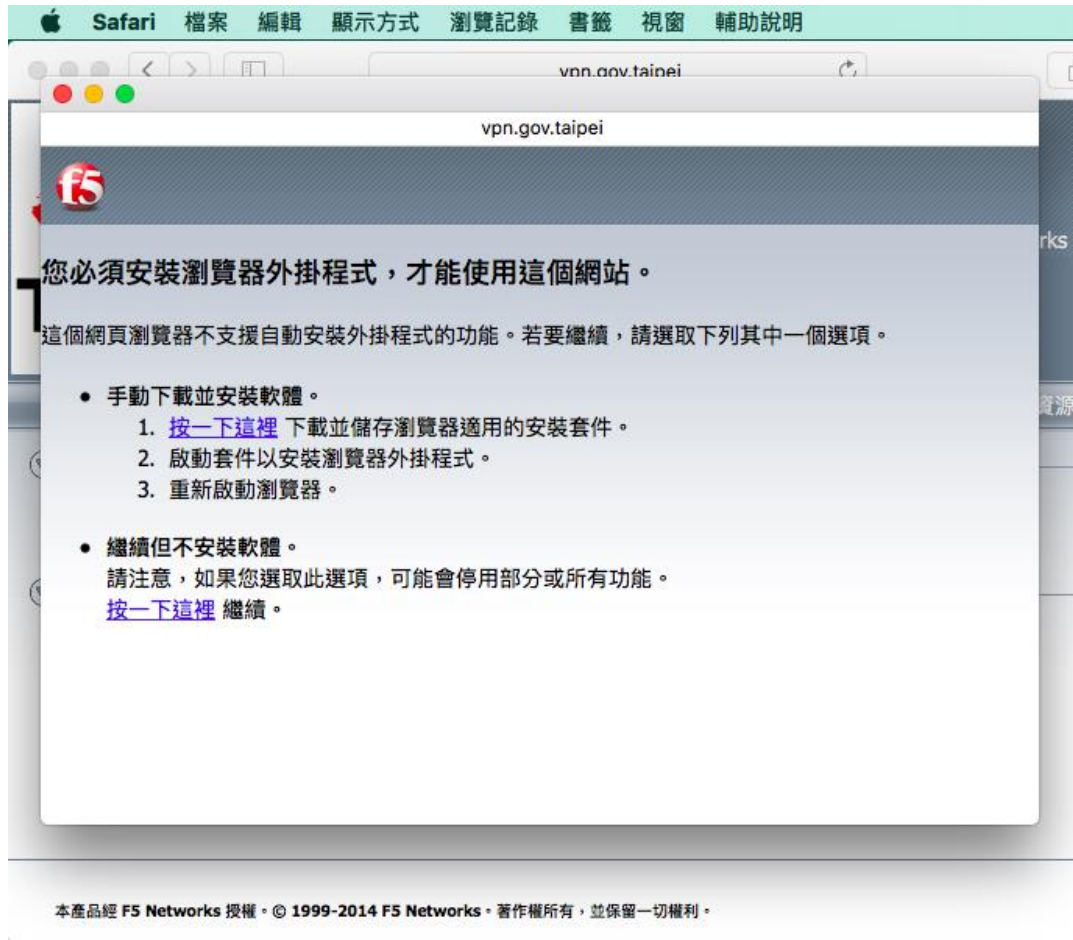 Safari 檔案 編輯 顯示方式 瀏覽記錄 書籤 視窗 輔助說明
vpn.gov.taipei
vpn.gov.taipei
f5
rks
您必須安裝瀏覽器外掛程式，才能使用這個網站。
這個網頁瀏覽器不支援自動安裝外掛程式的功能。若要繼續，請選取下列其中一個選項。
• 手動下載並安裝軟體。
資源
1. 按一下這裡 下載並儲存瀏覽器適用的安裝套件。
2. 啟動套件以安裝瀏覽器外掛程式。
3. 重新啟動瀏覽器。
• 繼續但不安裝軟體。
請注意，如果您選取此選項，可能會停用部分或所有功能。
按一下這裡 繼續。
本產品經 F5 Networks 授權。© 1999-2014 F5 Networks。著作權所有，並保留一切權利。